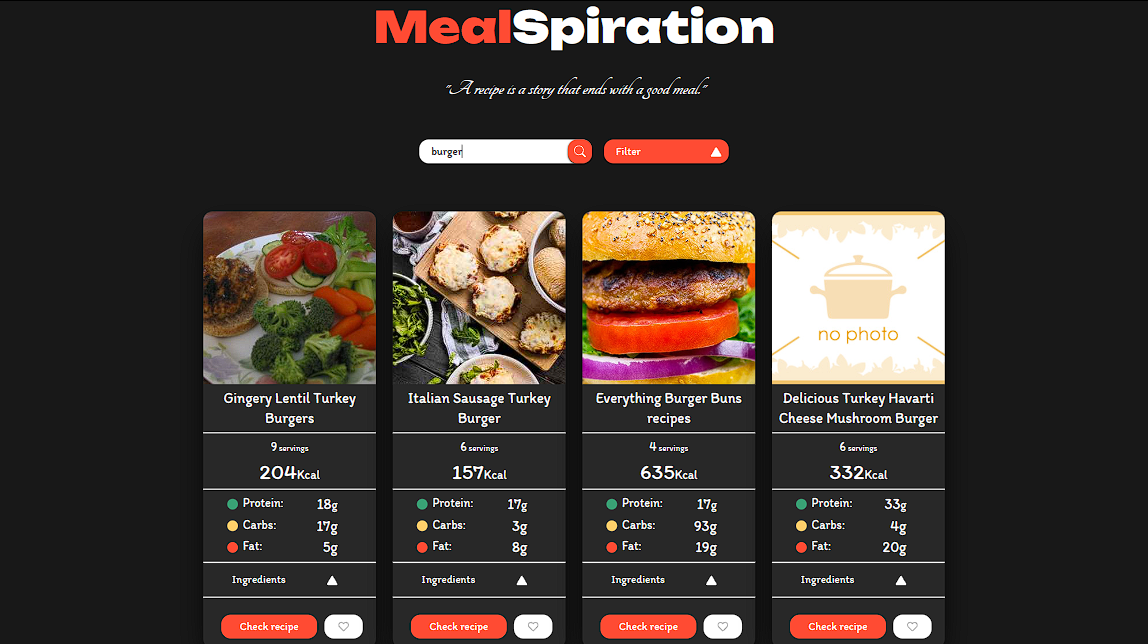 MealSpiration
"A recipe is a story that ends with a good meal."
burger
Filter
no photo
Gingery Lentil Turkey
Burgers
9 servings
204Kcal
Protein: 18g
Carbs: 17g
Fat: 5g
Ingredients
Check recipe
Italian Sausage Turkey
Burger
6 servings
157Kcal
Protein: 17g
Carbs: 3g
Fat: 8g
Ingredients
Check recipe
Everything Burger Buns
recipes
4 servings
635Kcal
Protein: 17g
Carbs: 93g
Fat: 19g
Ingredients
Check recipe
Delicious Turkey Havarti
Cheese Mushroom Burger
6 servings
332Kcal
Protein: 33g
Carbs: 4g
Fat: 20g
Ingredients
Check recipe